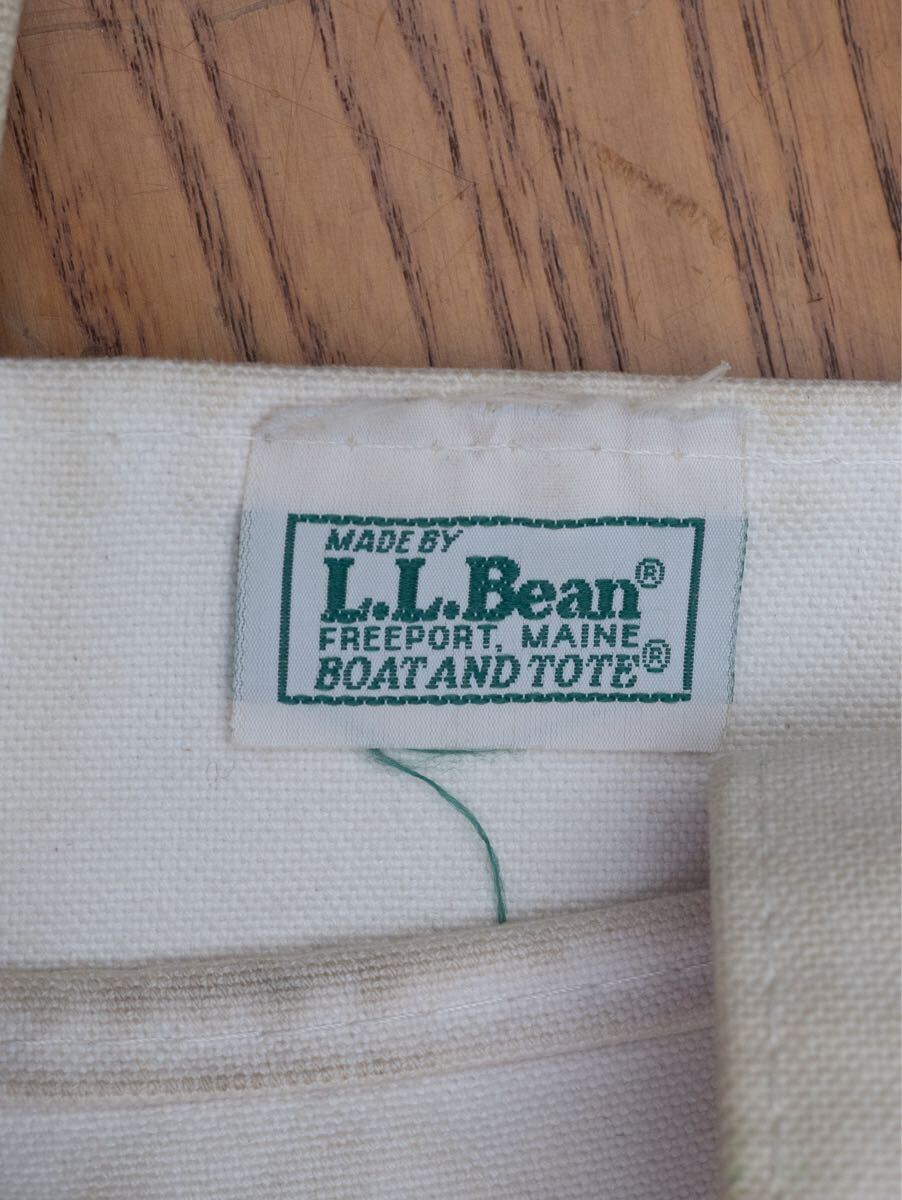 MADE BY
L.L.Bean®
FREEPORT, MAINE
BOAT AND TOTE®